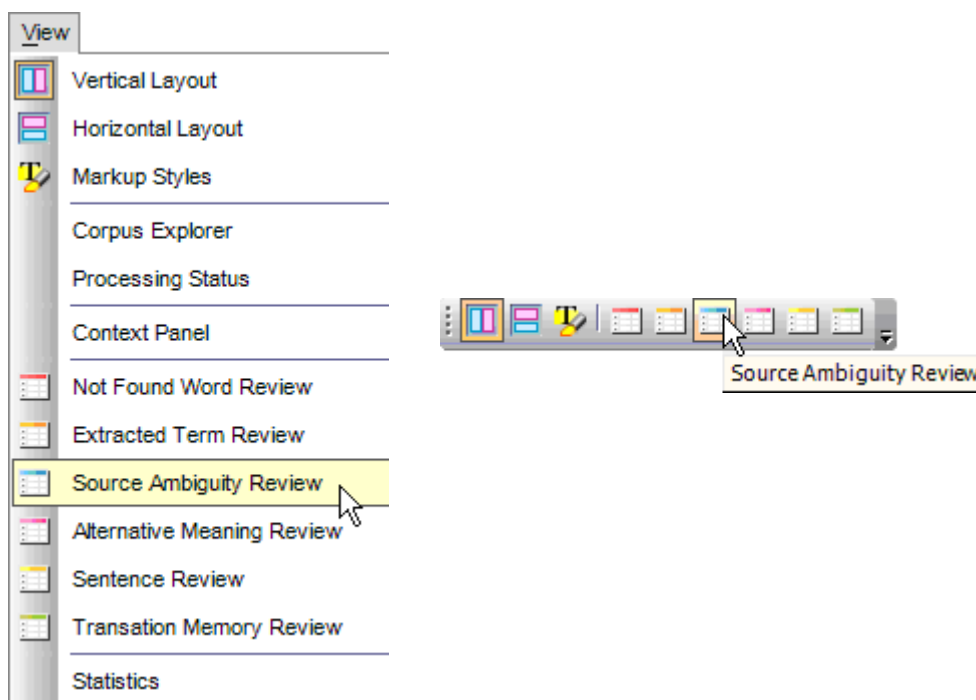 View
Vertical Layout
Horizontal Layout
Markup Styles
Corpus Explorer
Processing Status
Context Panel
Not Found Word Review
Extracted Term Review
Source Ambiguity Review
Alternative Meaning Review
Sentence Review
Transation Memory Review
Statistics
Source Ambiguity Review